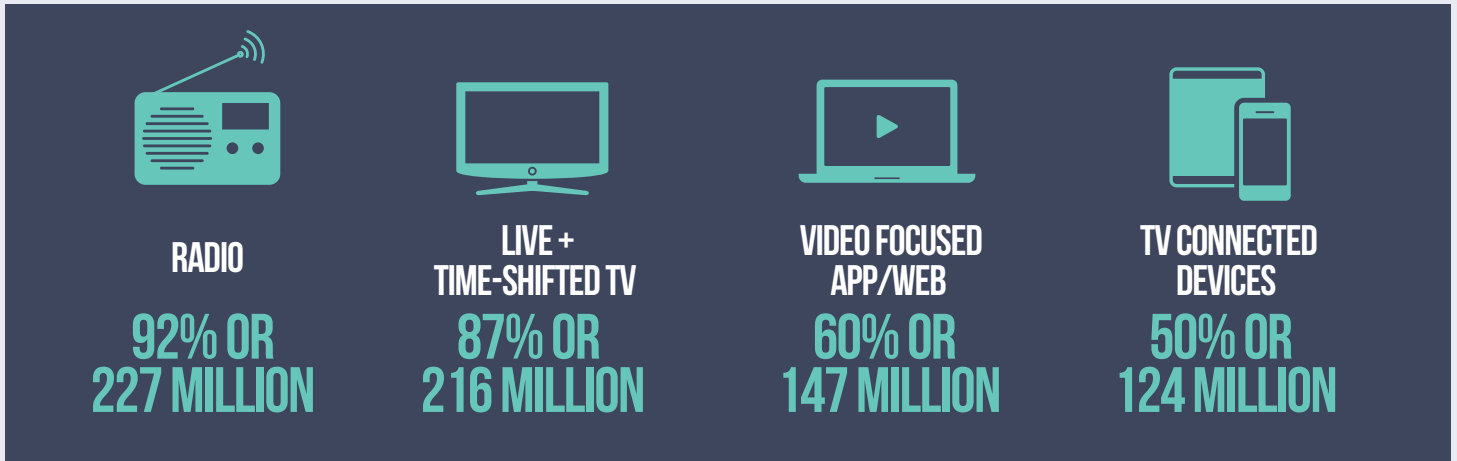 RADIO
92% OR
227 MILLION
LIVE +
TIME-SHIFTED TV
87% OR
216 MILLION
VIDEO FOCUSED
APP/WEB
60% OR
147 MILLION
TV CONNECTED
DEVICES
50% OR
124 MILLION